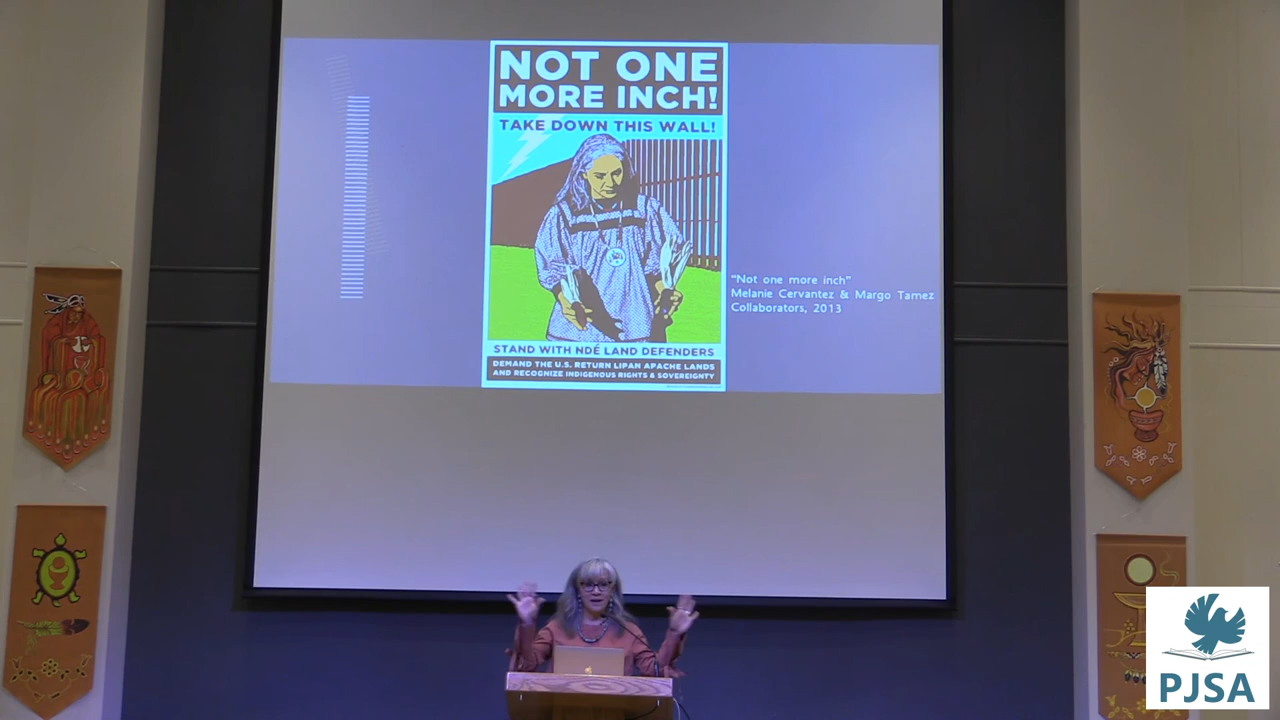 NOT ONE
MORE INCH!
TAKE DOWN THIS WALL!
STAND WITH NDÉ LAND DEFENDERS
DEMAND THE U.S. RETURN LIPAN APACHE LANDS
AND RECOGNIZE INDIGENOUS RIGHTS & SOVEREIGNTY
“Not one more inch”
Melanie Cervantez & Margo Tamez
Collaborators, 2013
PJSA